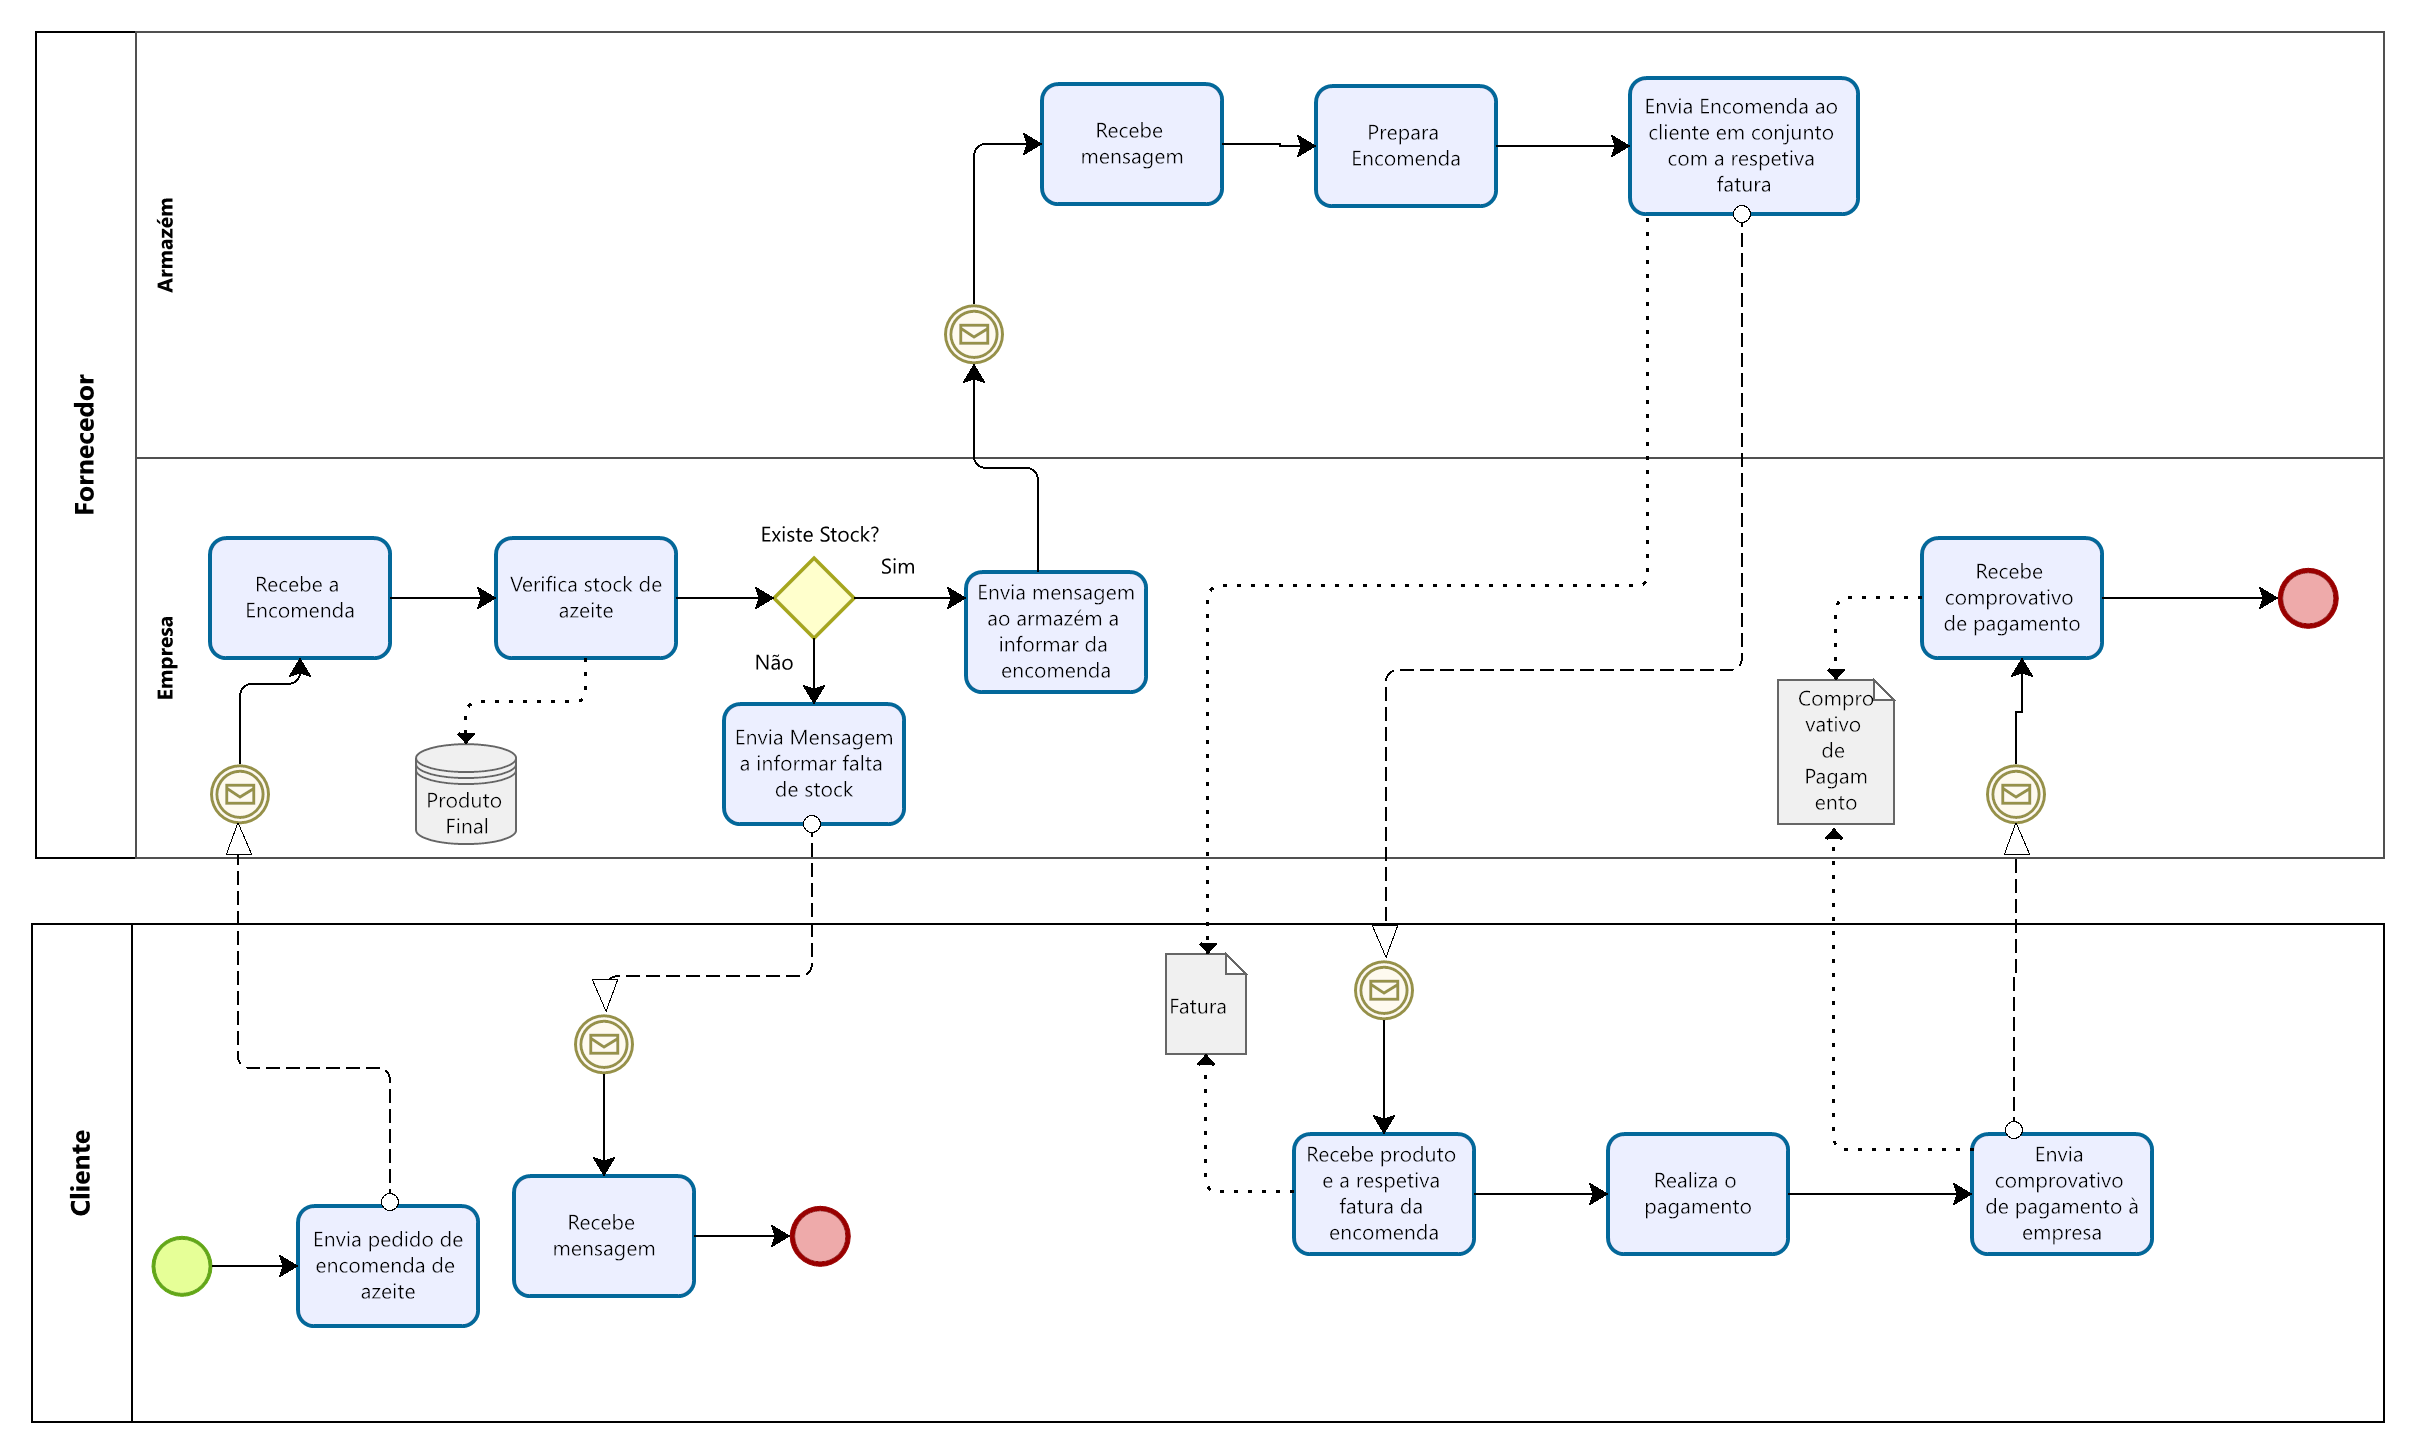 Fornecedor
Armazém
Recebe
mensagem
Prepara
Encomenda
Envia Encomenda ao
cliente em conjunto
com a respetiva
fatura
Empresa
Recebe a
Encomenda
Verifica stock de
azeite
Produto
Final
Existe Stock?
Sim
Não
Envia mensagem
ao armazém a
informar da
encomenda
Envia Mensagem
a informar falta
de stock
Recebe
comprovativo
de pagamento
Compro
vativo
de
Pagam
ento
Cliente
Envia pedido de
encomenda de
azeite
Recebe
mensagem
Fatura
Recebe produto
e a respetiva
fatura da
encomenda
Realiza o
pagamento
Envia
comprovativo
de pagamento à
empresa